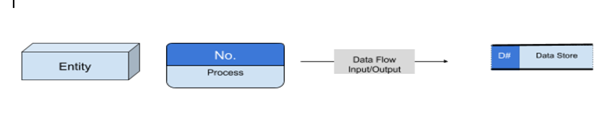 Entity
No.
Process
Data Flow
Input/Output
D#
Data Store